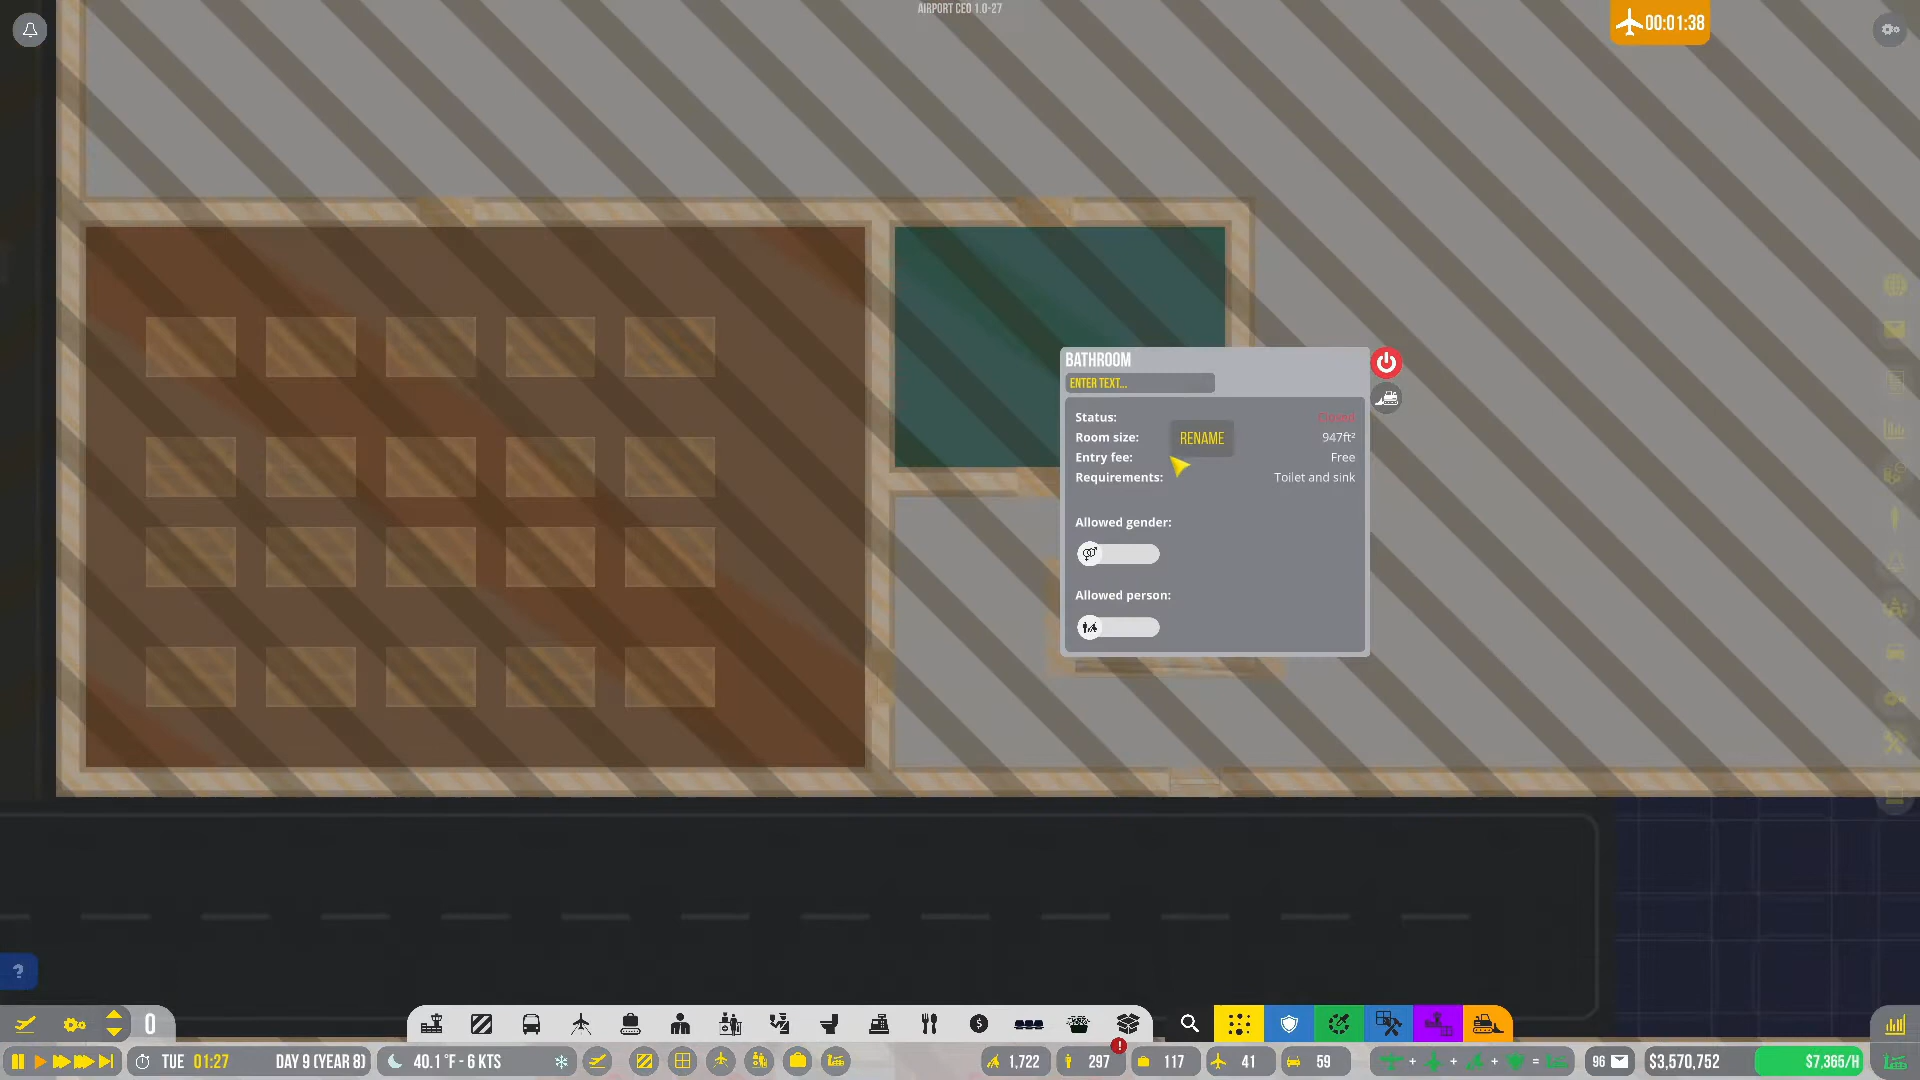 AIRPORT CEO 1.0-27
00:01:38
BATHROOM
ENTER TEXT...
Status: Closed
Room size: 947ft²
RENAME
Entry fee: Free
Requirements: Toilet and sink
Allowed gender:
Allowed person:
?
0
TUE 01:27 DAY 9 (YEAR 8) 40.1 °F - 6 KTS 1,722 297 ! 117 41 59 + + + = 96 $3,570,752 $7,365/H